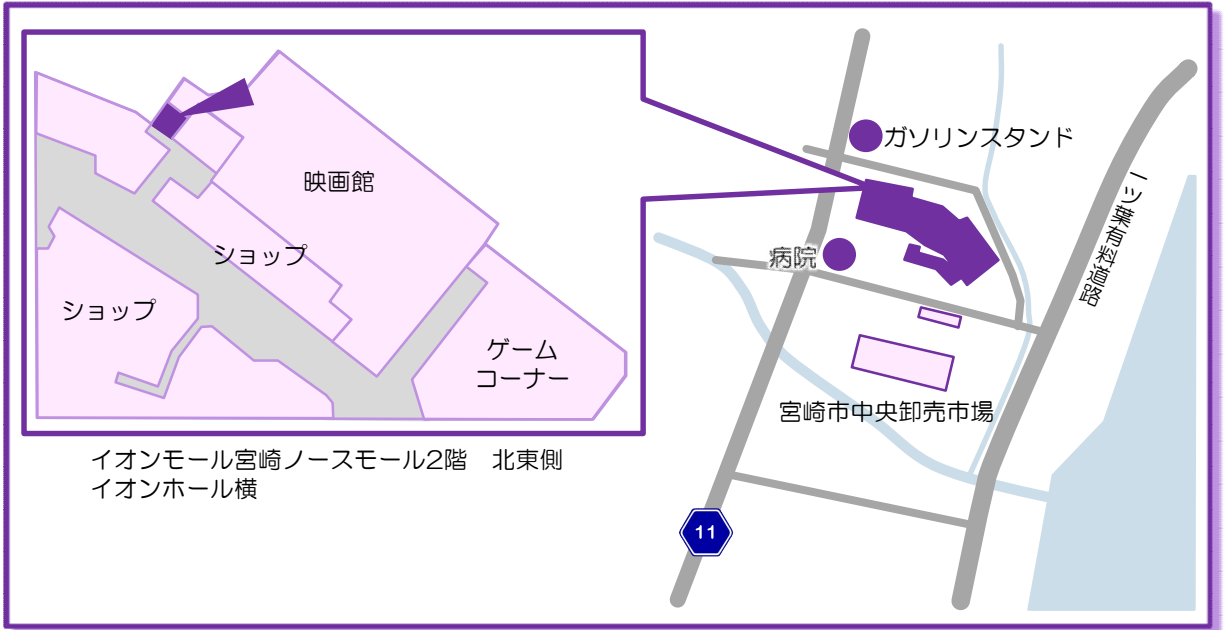 映画館
ショップ
ショップ
ゲーム
コーナー
イオンモール宮崎ノースモール2階　北東側
イオンホール横
ガソリンスタンド
病院
一ツ葉有料道路
宮崎市中央卸売市場
11